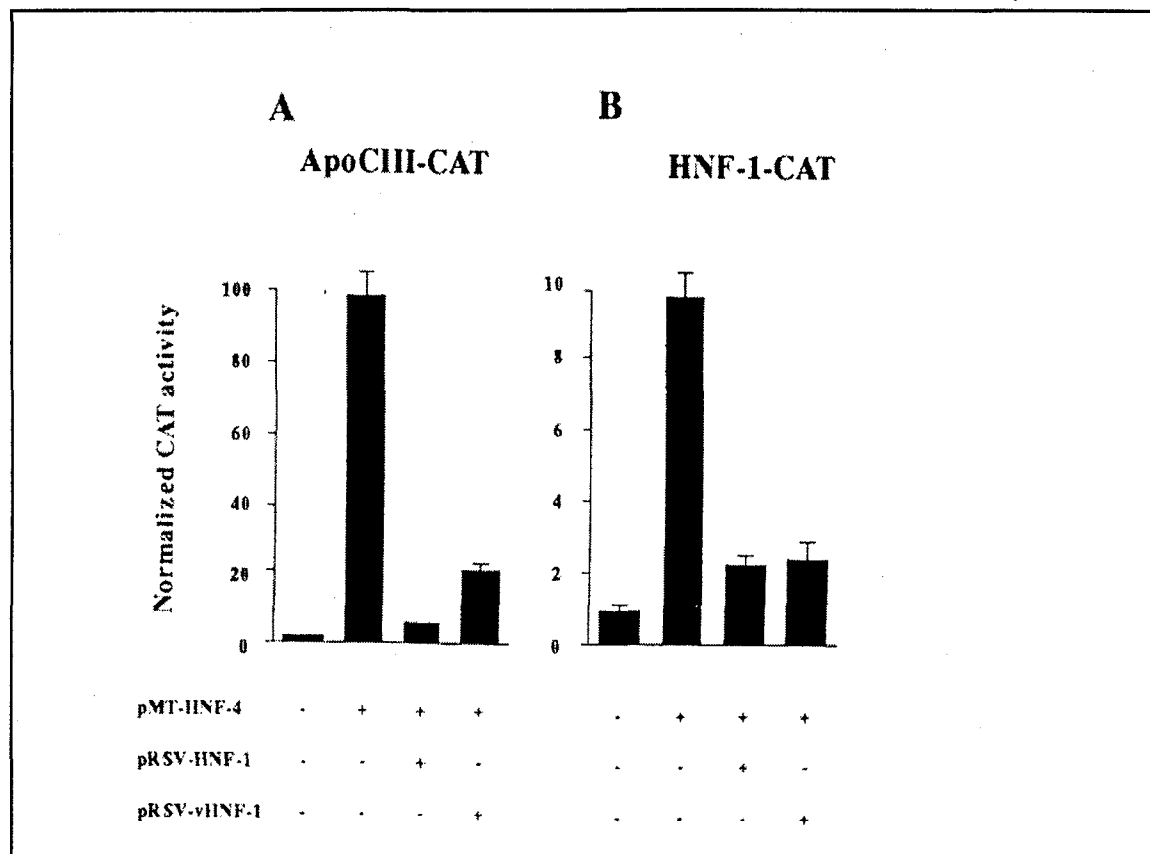 A
B
ApoCIII-CAT
HNF-1-CAT
Normalized CAT activity
100
80
60
40
20
0
10
8
6
4
2
0
pMT-HNF-4 - + + + - + + +
pRSV-HNF-1 - - + - - - + -
pRSV-vHNF-1 - - - + - - - +